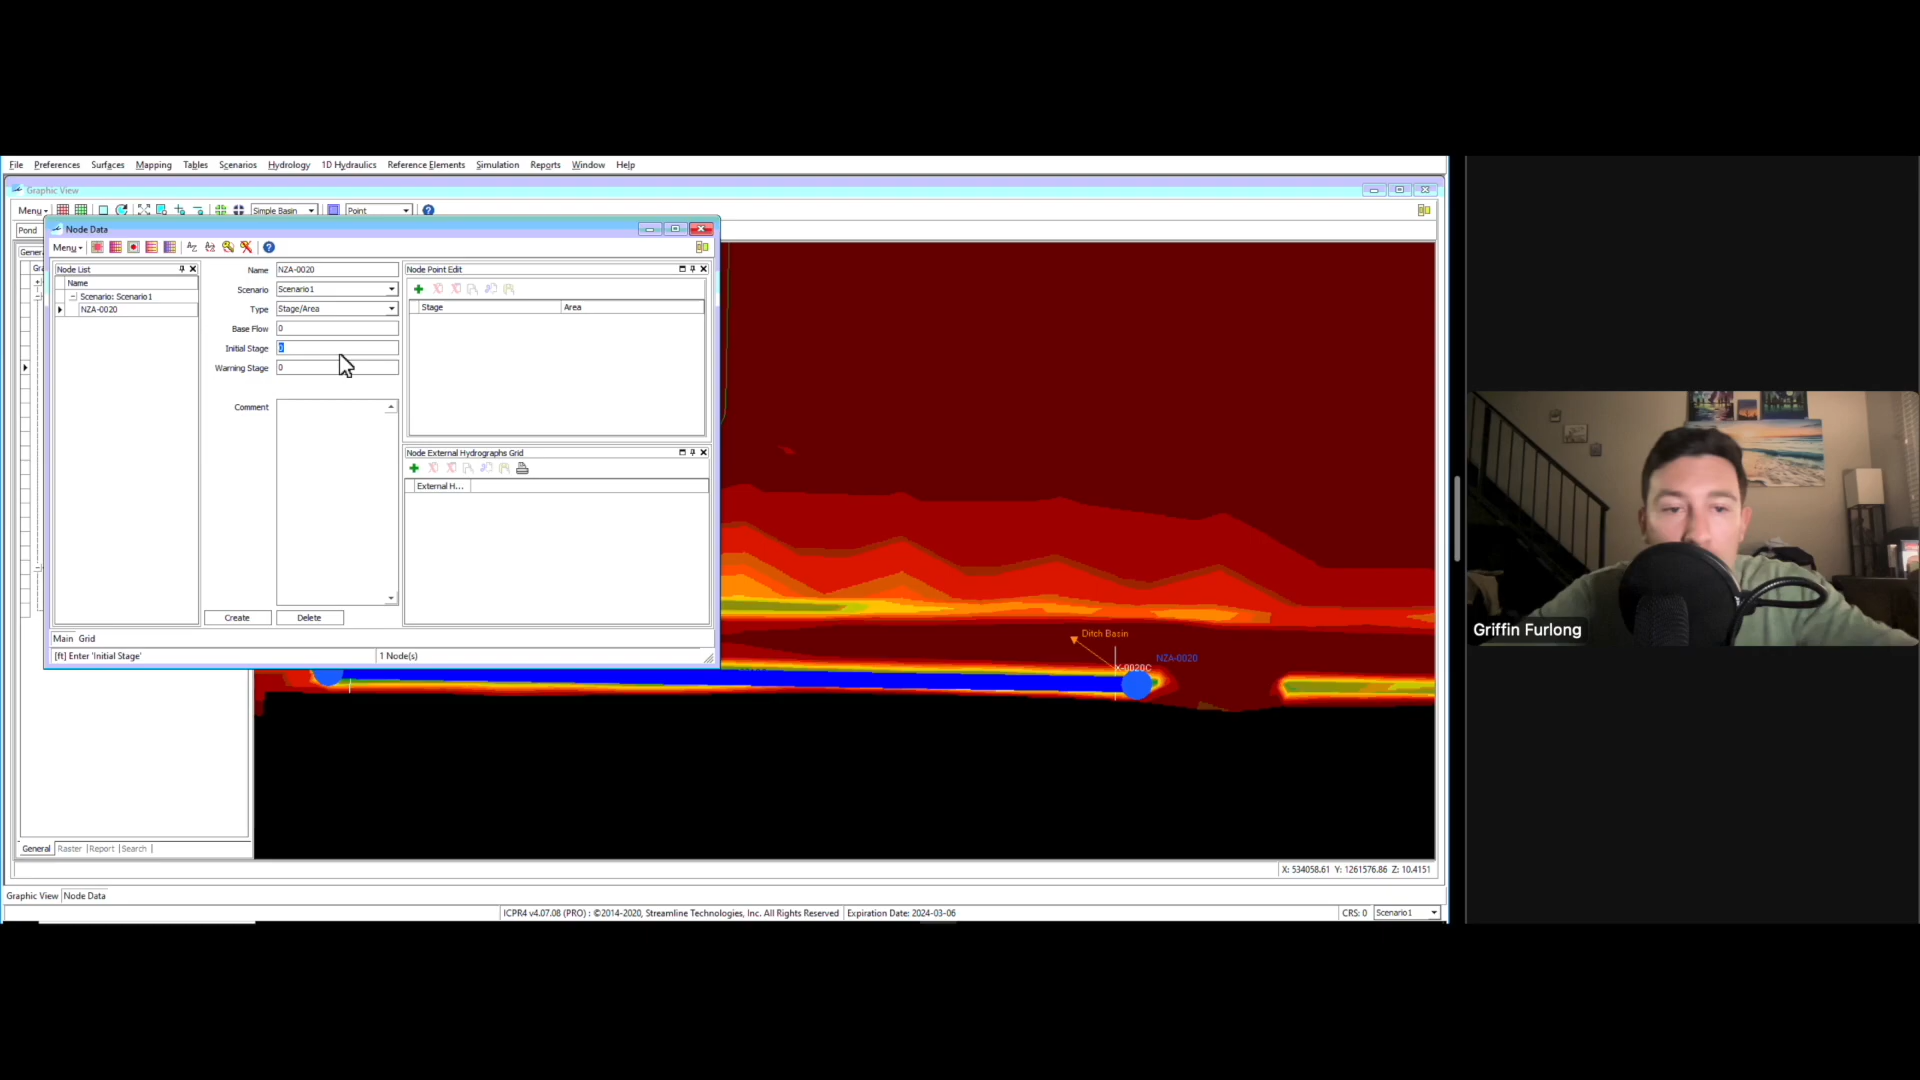 File Preferences Surfaces Mapping Tables Scenarios Hydrology 1D Hydraulics Reference Elements Simulation Reports Window Help
Graphic View
Menu Simple Basin Point
Pond
Node Data
Menu
Node List
Name
Scenario: Scenario1
NZA-0020
Name NZA-0020
Scenario Scenario1
Type Stage/Area
Base Flow 0
Initial Stage 0
Warning Stage 0
Comment
Create Delete
Node Point Edit
Stage Area
Node External Hydrographs Grid
External H...
Main Grid
[ft] Enter 'Initial Stage' 1 Node(s)
Ditch Basin
X-0020C
NZA-0020
General Raster Report Search
X: 534058.61 Y: 1261576.86 Z: 10.4151
Graphic View Node Data
ICPR4 v4.07.08 (PRO) : ©2014-2020, Streamline Technologies, Inc. All Rights Reserved Expiration Date: 2024-03-06 CRS: 0 Scenario1
Griffin Furlong